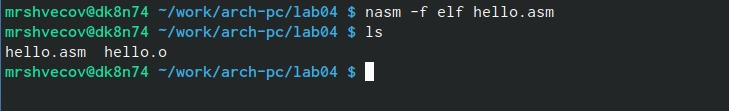 mrshvecov@dk8n74 ~/work/arch-pc/lab04 $ nasm -f elf hello.asm
mrshvecov@dk8n74 ~/work/arch-pc/lab04 $ ls
hello.asm  hello.o
mrshvecov@dk8n74 ~/work/arch-pc/lab04 $